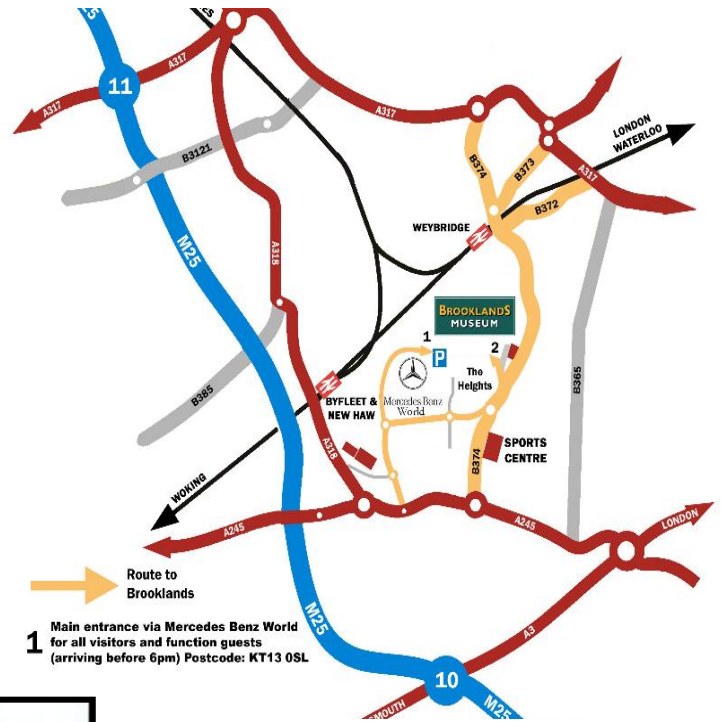 M25
A317
11
A317
A317
B3121
LONDON
WATERLOO
B374
B373
A317
B372
WEYBRIDGE
M25
A318
BROOKLANDS
MUSEUM
1
P
2
The
Heights
Mercedes Benz
World
B365
B385
BYFLEET &
NEW HAW
A318
SPORTS
CENTRE
B374
WOKING
A245
A245
LONDON
Route to
Brooklands
M25
A3
1
Main entrance via Mercedes Benz World
for all visitors and function guests
(arriving before 6pm) Postcode: KT13 0SL
10
M25